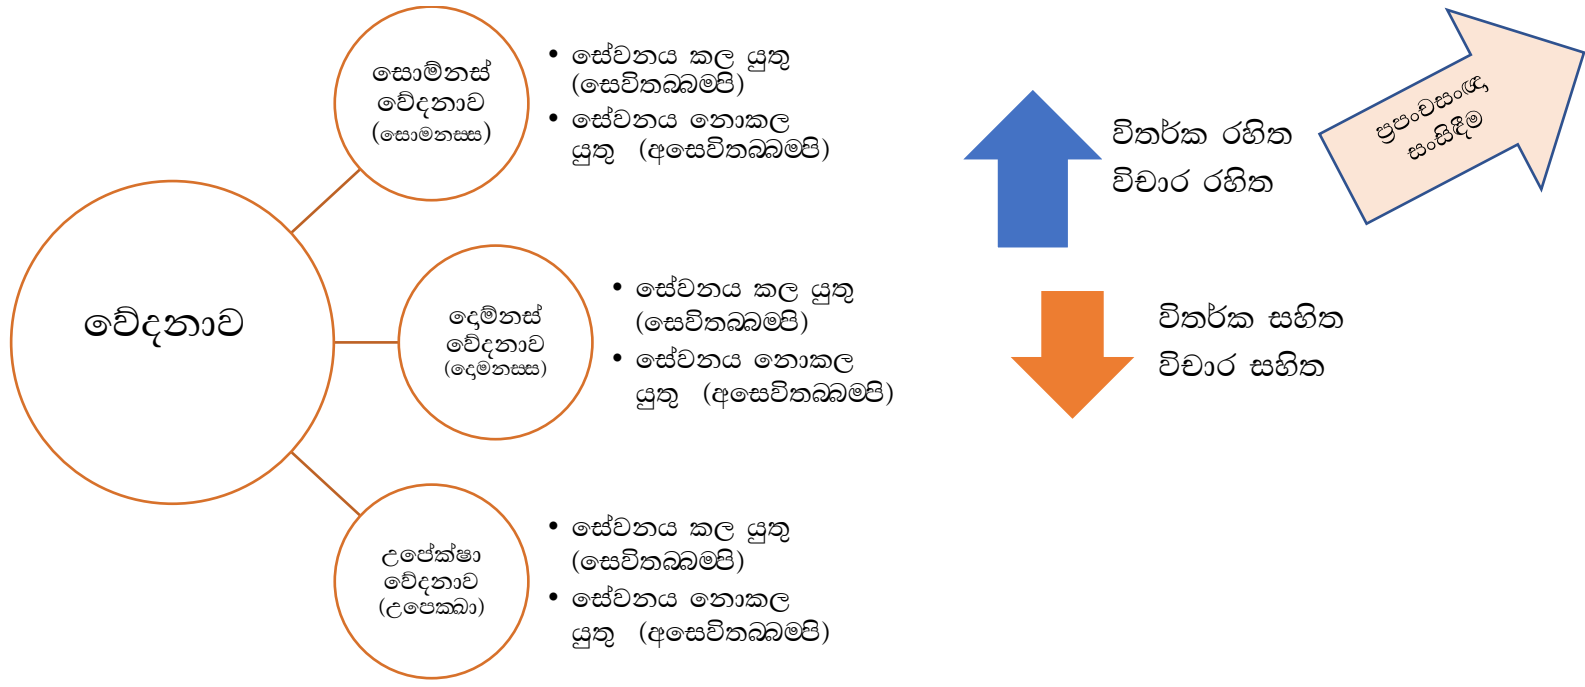 වේදනාව
සොම්නස්
වේදනාව
(සොමනස්ස)
• සේවනය කල යුතු
(සෙවිතබ්බම්පි)
• සේවනය නොකල
යුතු (අසෙවිතබ්බම්පි)
දොම්නස්
වේදනාව
(දොමනස්ස)
• සේවනය කල යුතු
(සෙවිතබ්බම්පි)
• සේවනය නොකල
යුතු (අසෙවිතබ්බම්පි)
උපේක්ෂා
වේදනාව
(උපෙක්ඛා)
• සේවනය කල යුතු
(සෙවිතබ්බම්පි)
• සේවනය නොකල
යුතු (අසෙවිතබ්බම්පි)
විතර්ක රහිත
විචාර රහිත
විතර්ක සහිත
විචාර සහිත
ප්‍රපංචසංඥා
සංසිඳීම